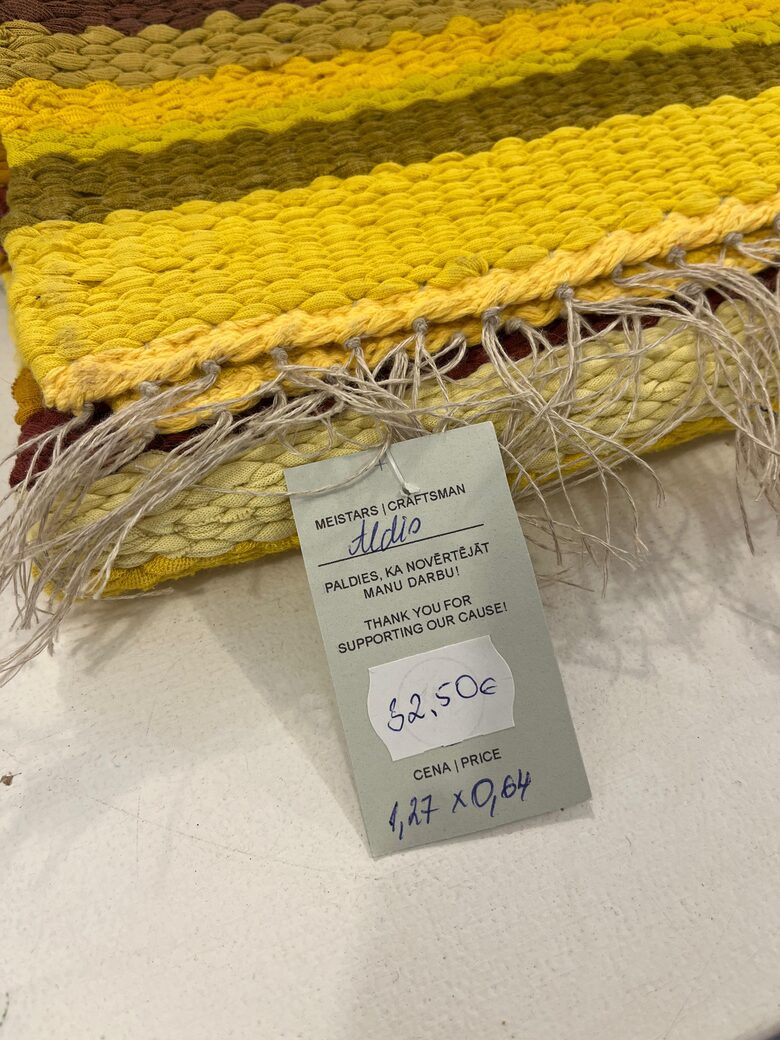 MEISTARS | CRAFTSMAN
Aldis
PALDIES, KA NOVĒRTĒJĀT
MANU DARBU!
THANK YOU FOR
SUPPORTING OUR CAUSE!
32.50€
CENA | PRICE
1,27 x 0,64